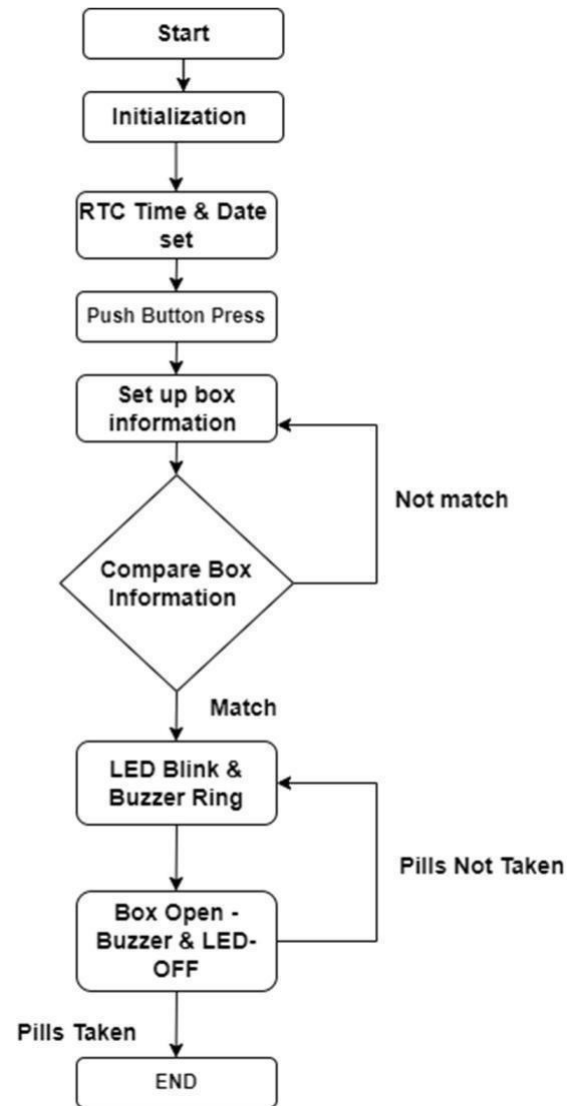 Start
Initialization
RTC Time & Date
set
Push Button Press
Set up box
information
Not match
Compare Box
Information
Match
LED Blink &
Buzzer Ring
Pills Not Taken
Box Open -
Buzzer & LED-
OFF
Pills Taken
END